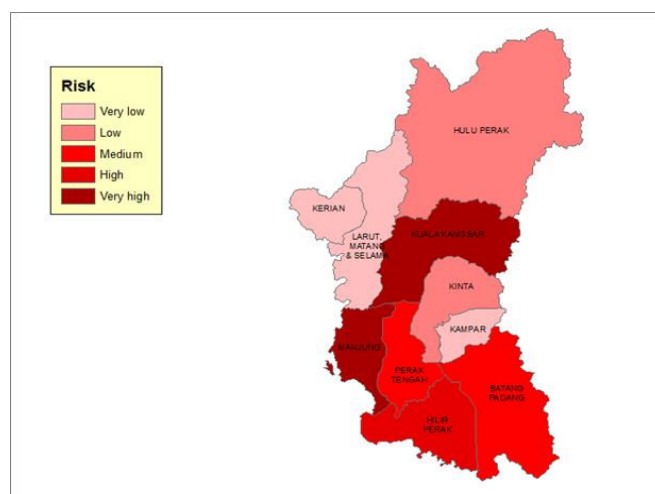 Risk
Very low
Low
Medium
High
Very high
HULU PERAK
KERIAN
LARUT,
MATANG
& SELAMA
KUALA KANGSAR
KINTA
KAMPAR
MANJUNG
PERAK
TENGAH
BATANG
PADANG
HILIR
PERAK